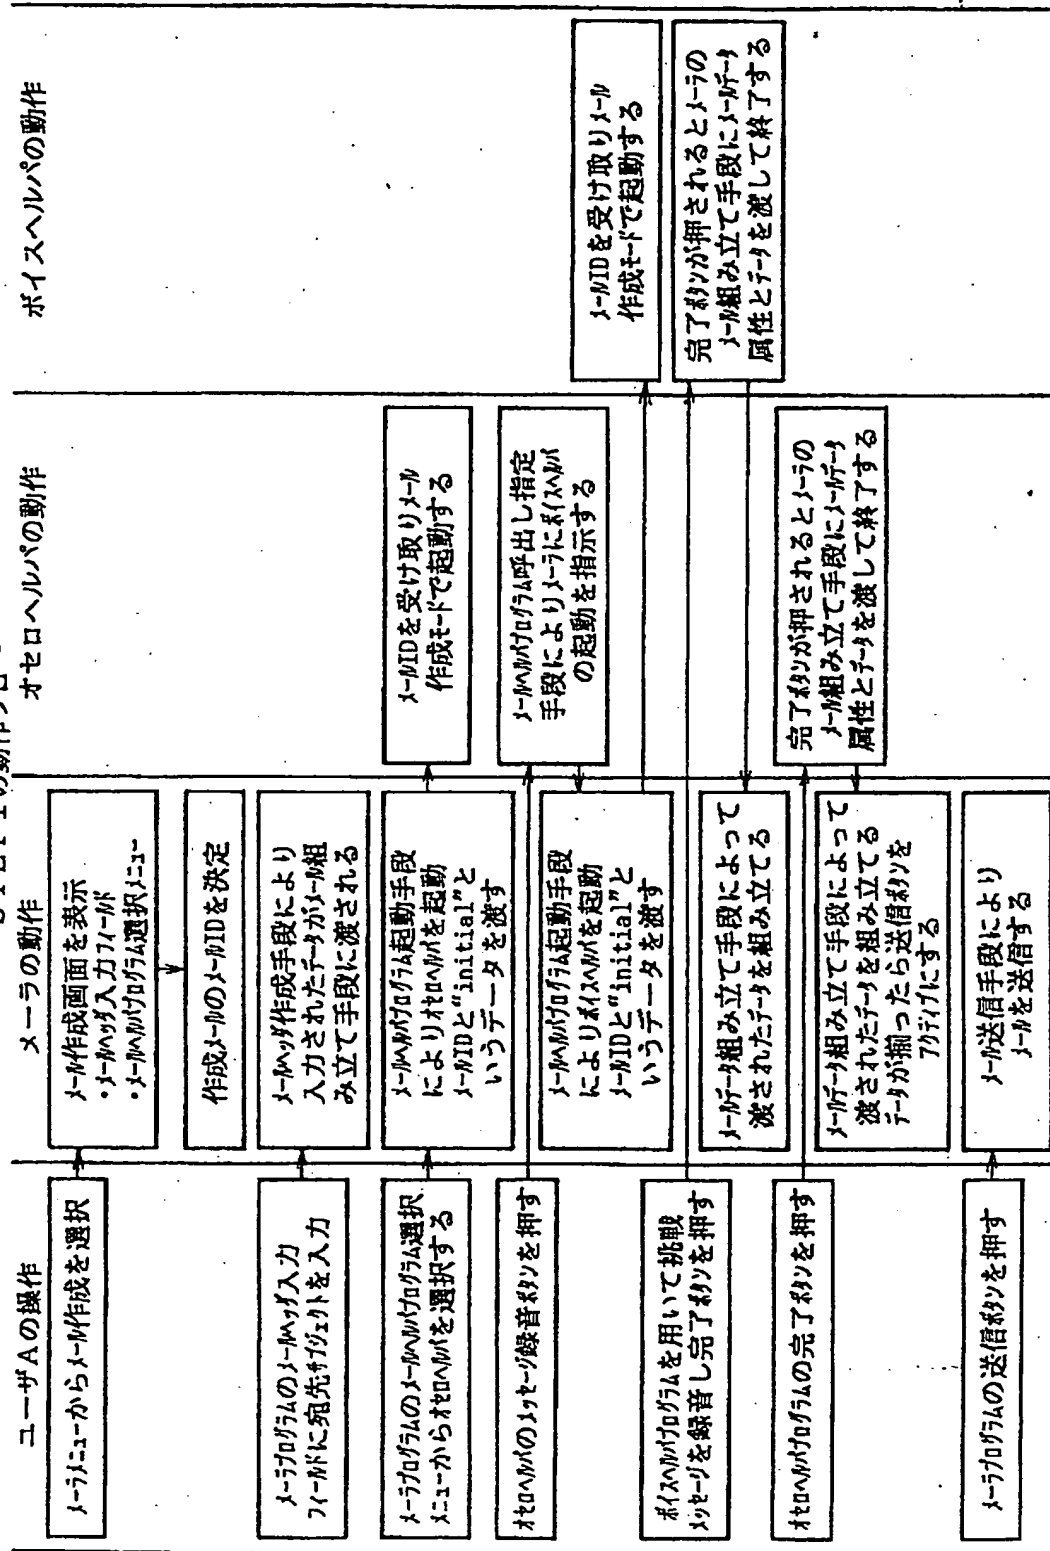 STEP1の動作フロー
ユーザAの操作
メーラメニューからメール作成を選択
メーラプログラムのメールヘッダ入力
フィールドに宛先サブジェクトを入力
メーラプログラムのメールヘルパプログラム選択
メニューからオセロヘルパを選択する
オセロヘルパのメッセージ録音ボタンを押す
ボイスヘルパプログラムを用いて挑戦
メッセージを録音し完了ボタンを押す
オセロヘルパプログラムの完了ボタンを押す
メーラプログラムの送信ボタンを押す
メーラの動作
メール作成画面を表示
・メールヘッダ入力フィールド
・メールヘルパプログラム選択メニュー
作成メールのメールIDを決定
メールヘッダ作成手段により
入力されたデータがメール組
み立て手段に渡される
メールヘルパプログラム起動手段
によりオセロヘルパを起動
メールIDと"initial"と
いうデータを渡す
メールヘルパプログラム起動手段
によりボイスヘルパを起動
メールIDと"initial"と
いうデータを渡す
メールデータ組み立て手段によって
渡されたデータを組み立てる
メールデータ組み立て手段によって
渡されたデータを組み立てる
データが揃ったら送信ボタンを
アクティブにする
メール送信手段により
メールを送信する
オセロヘルパの動作
メールIDを受け取りメール
作成モードで起動する
メールヘルパプログラム呼出し指定
手段によりメーラにボイスヘルパ
の起動を指示する
完了ボタンが押されるとメーラの
メール組み立て手段にメールデータ
属性とデータを渡して終了する
ボイスヘルパの動作
メールIDを受け取りメール
作成モードで起動する
完了ボタンが押されるとメーラの
メール組み立て手段にメールデータ
属性とデータを渡して終了する